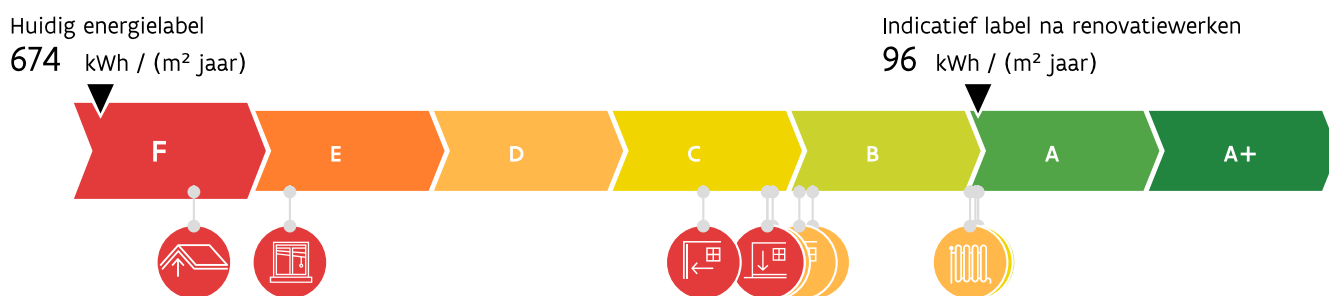 Huidig energielabel
674 kWh / (m² jaar)
Indicatief label na renovatiewerken
96 kWh / (m² jaar)
F E D C B A A+